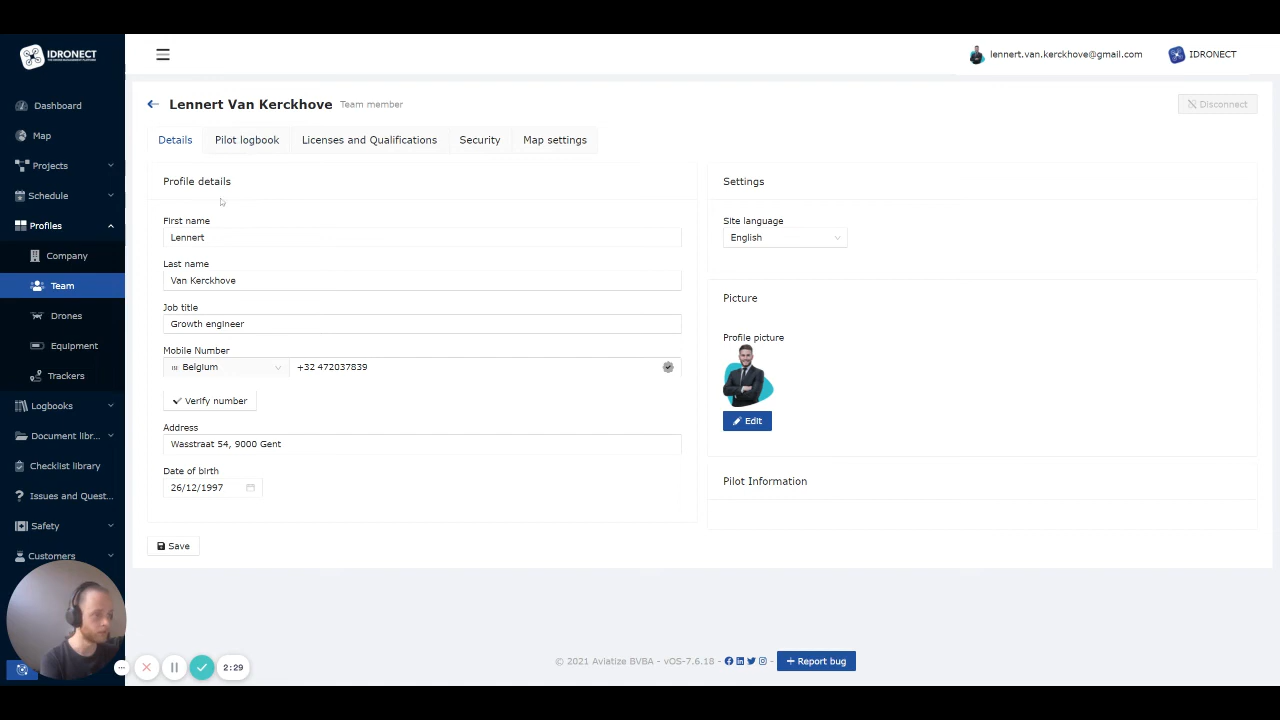 IDRONECT
lennert.van.kerckhove@gmail.com
IDRONECT
Dashboard
Map
Projects
Schedule
Profiles
Company
Team
Drones
Equipment
Trackers
Logbooks
Document libr...
Checklist library
Issues and Quest...
Safety
Customers
Lennert Van Kerckhove Team member
Disconnect
Details Pilot logbook Licenses and Qualifications Security Map settings
Profile details
First name
Lennert
Last name
Van Kerckhove
Job title
Growth engineer
Mobile Number
Belgium +32 472037839
Verify number
Address
Wasstraat 54, 9000 Gent
Date of birth
26/12/1997
Save
Settings
Site language
English
Picture
Profile picture
Edit
Pilot Information
2:29
© 2021 Aviatize BVBA - vOS-7.6.18 - - Report bug